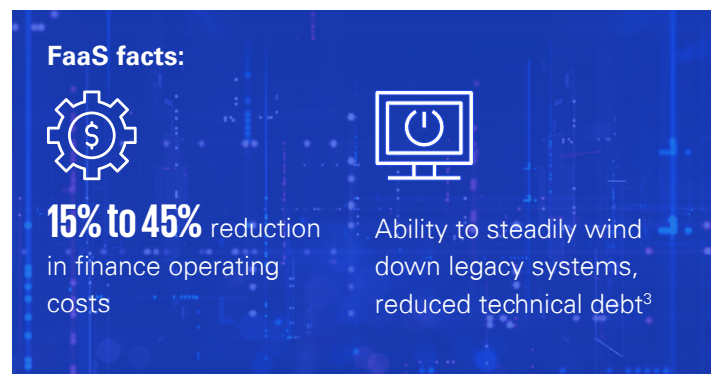 FaaS facts:
$
15% to 45% reduction
in finance operating
costs
Ability to steadily wind
down legacy systems,
reduced technical debt³